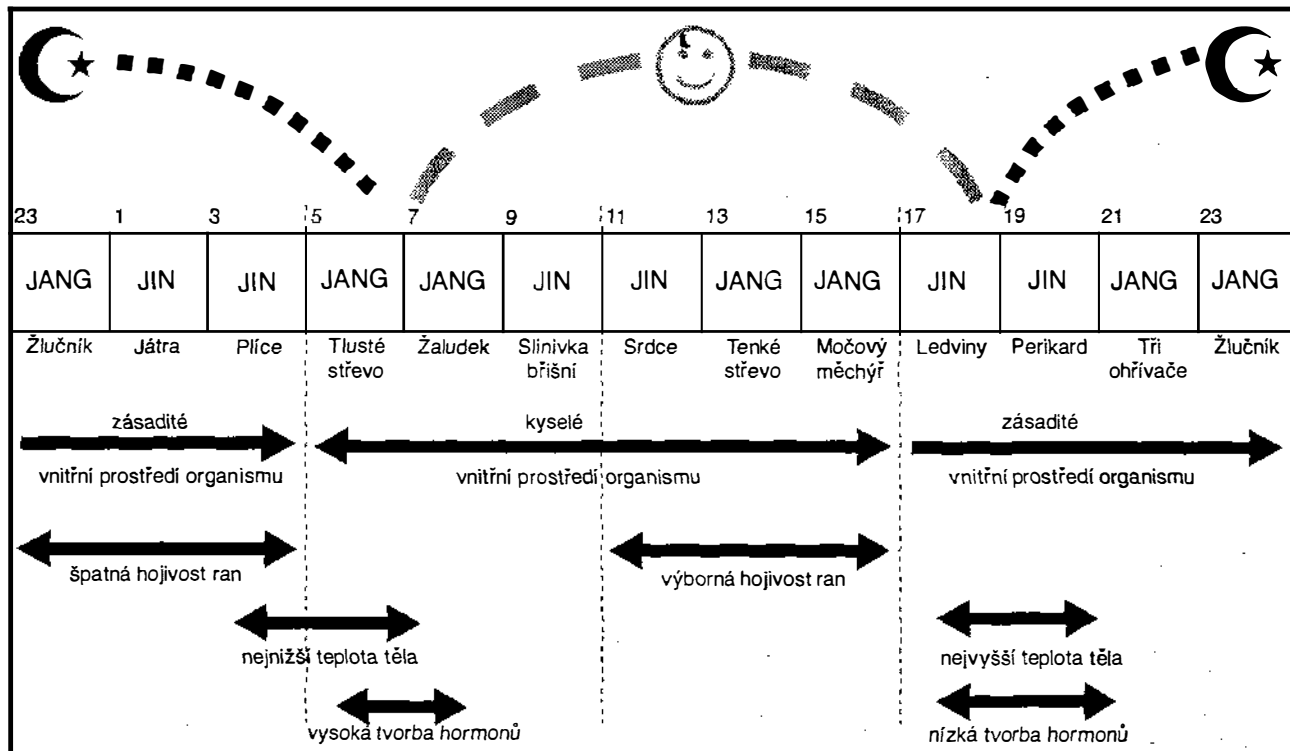 23 1 3 5 7 9 11 13 15 17 19 21 23
JANG JIN JIN JANG JANG JIN JIN JANG JANG JIN JIN JANG JANG
Žlučník Játra Plíce Tlusté střevo Žaludek Slinivka břišní Srdce Tenké střevo Močový měchýř Ledviny Perikard Tři ohřívače Žlučník
zásadité kyselé zásadité
vnitřní prostředí organismu vnitřní prostředí organismu vnitřní prostředí organismu
špatná hojivost ran výborná hojivost ran
nejnižší teplota těla nejvyšší teplota těla
vysoká tvorba hormonů nízká tvorba hormonů